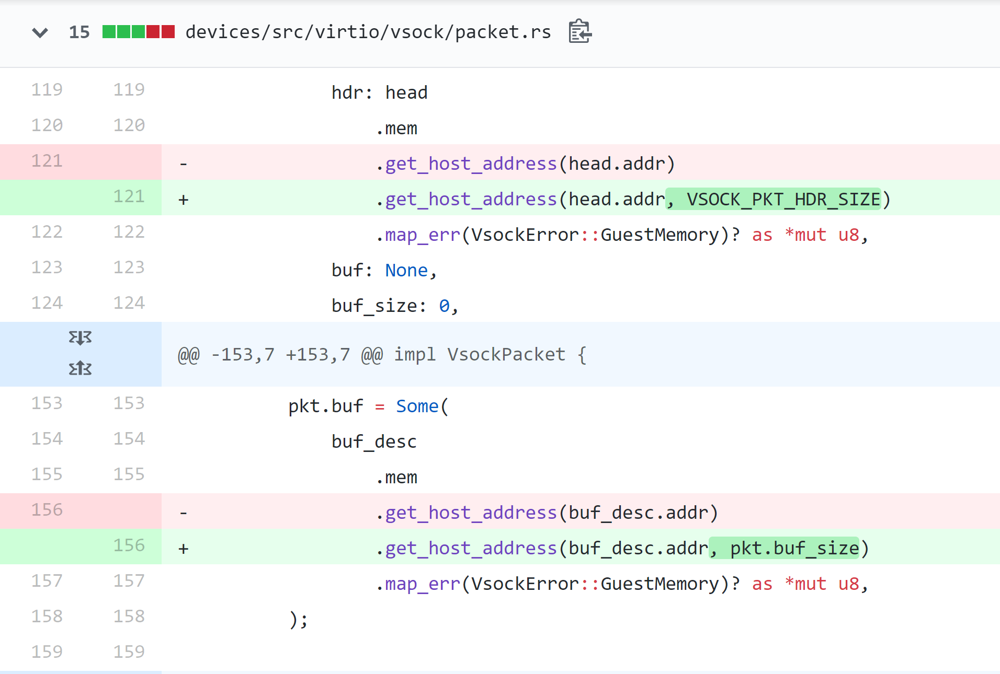 15 devices/src/virtio/vsock/packet.rs
119 119 hdr: head
120 120 .mem
121 - .get_host_address(head.addr)
121 + .get_host_address(head.addr, VSOCK_PKT_HDR_SIZE)
122 122 .map_err(VsockError::GuestMemory)? as *mut u8,
123 123 buf: None,
124 124 buf_size: 0,
@@ -153,7 +153,7 @@ impl VsockPacket {
153 153 pkt.buf = Some(
154 154 buf_desc
155 155 .mem
156 - .get_host_address(buf_desc.addr)
156 + .get_host_address(buf_desc.addr, pkt.buf_size)
157 157 .map_err(VsockError::GuestMemory)? as *mut u8,
158 158 );
159 159